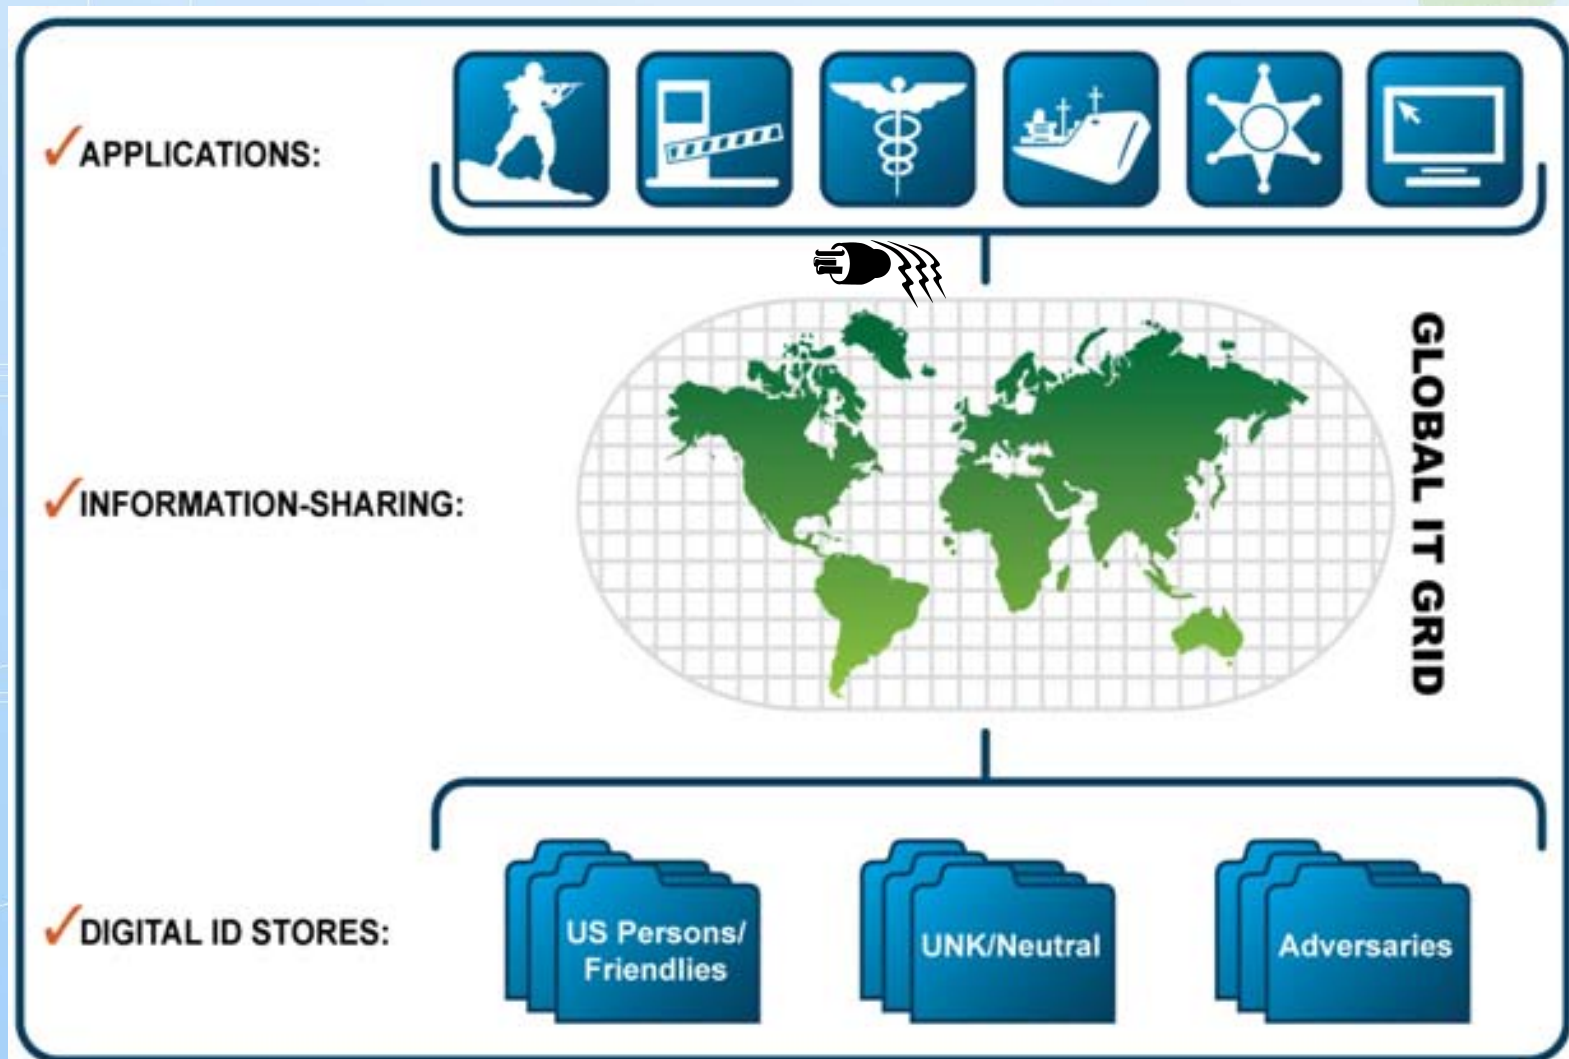 APPLICATIONS:
INFORMATION-SHARING:
GLOBAL IT GRID
DIGITAL ID STORES:
US Persons/
Friendlies
UNK/Neutral
Adversaries